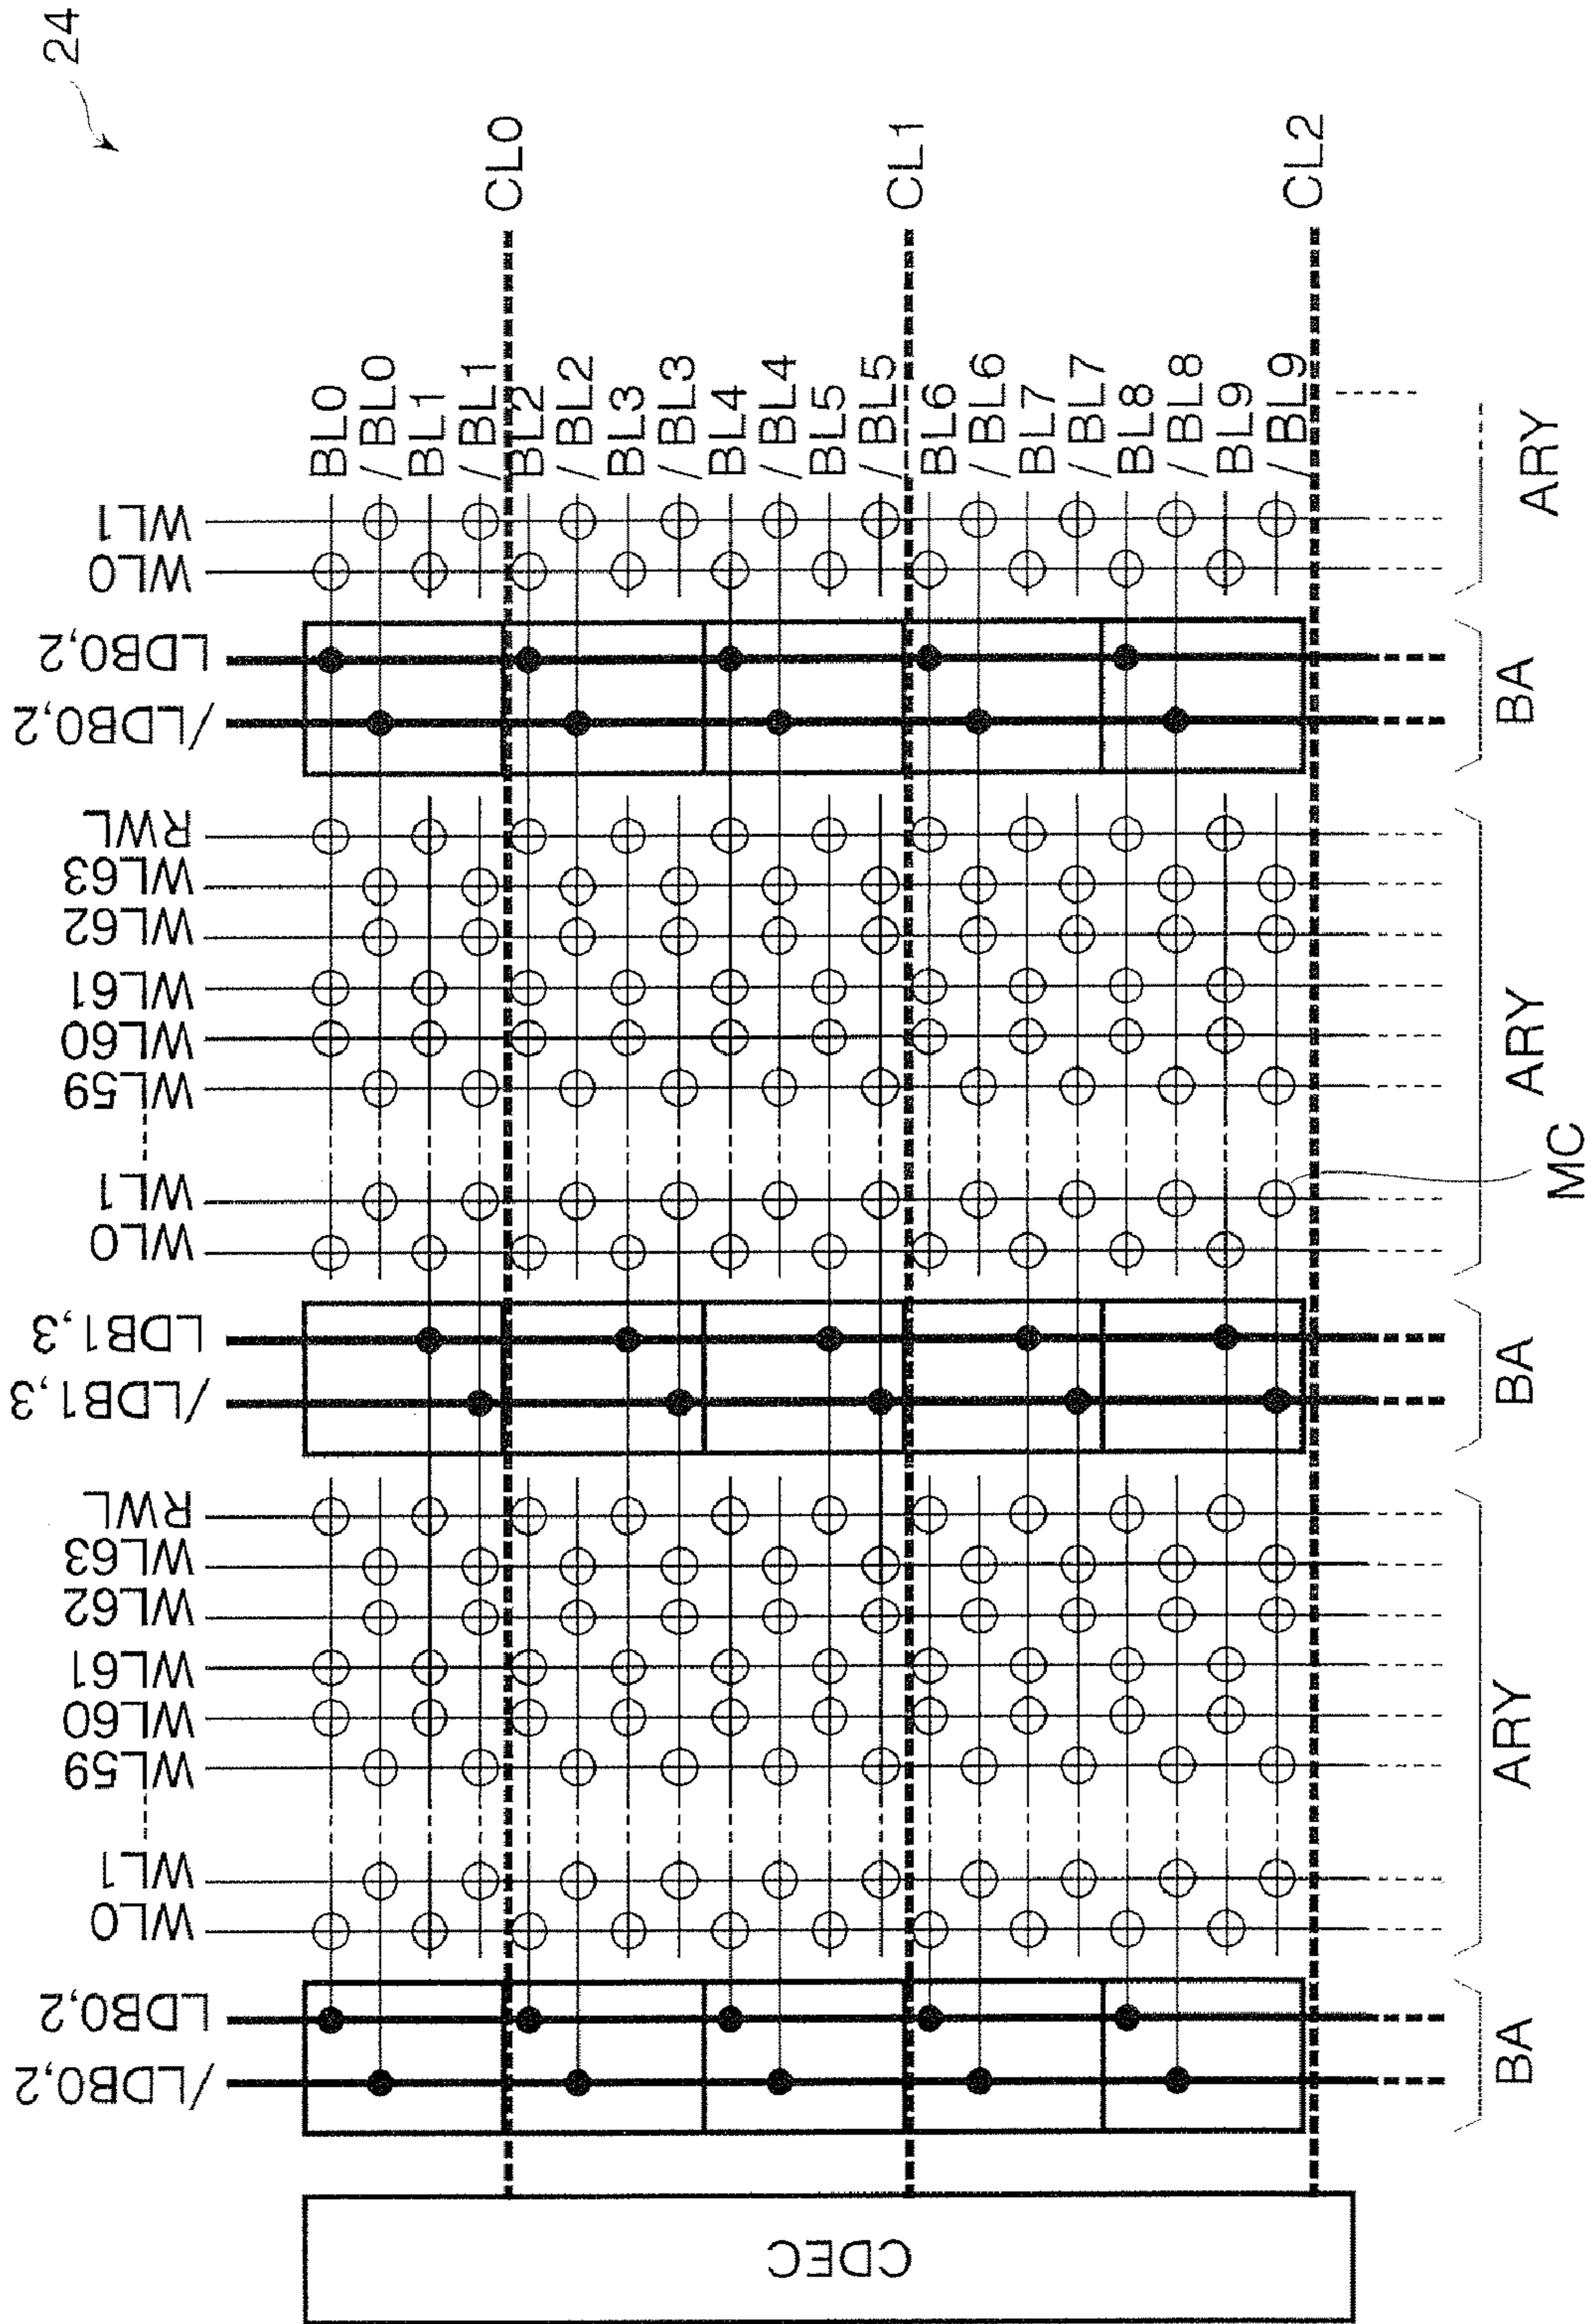 24
CL0
CL1
CL2
BL0
/BL0
BL1
/BL1
BL2
/BL2
BL3
/BL3
BL4
/BL4
BL5
/BL5
BL6
/BL6
BL7
/BL7
BL8
/BL8
BL9
/BL9
WL1
WL0
LDB0,2
/LDB0,2
RWL
WL63
WL62
WL61
WL60
WL59
WL1
WL0
LDB1,3
/LDB1,3
RWL
WL63
WL62
WL61
WL60
WL59
WL1
WL0
LDB0,2
/LDB0,2
ARY
BA
ARY
MC
BA
ARY
BA
CDEC